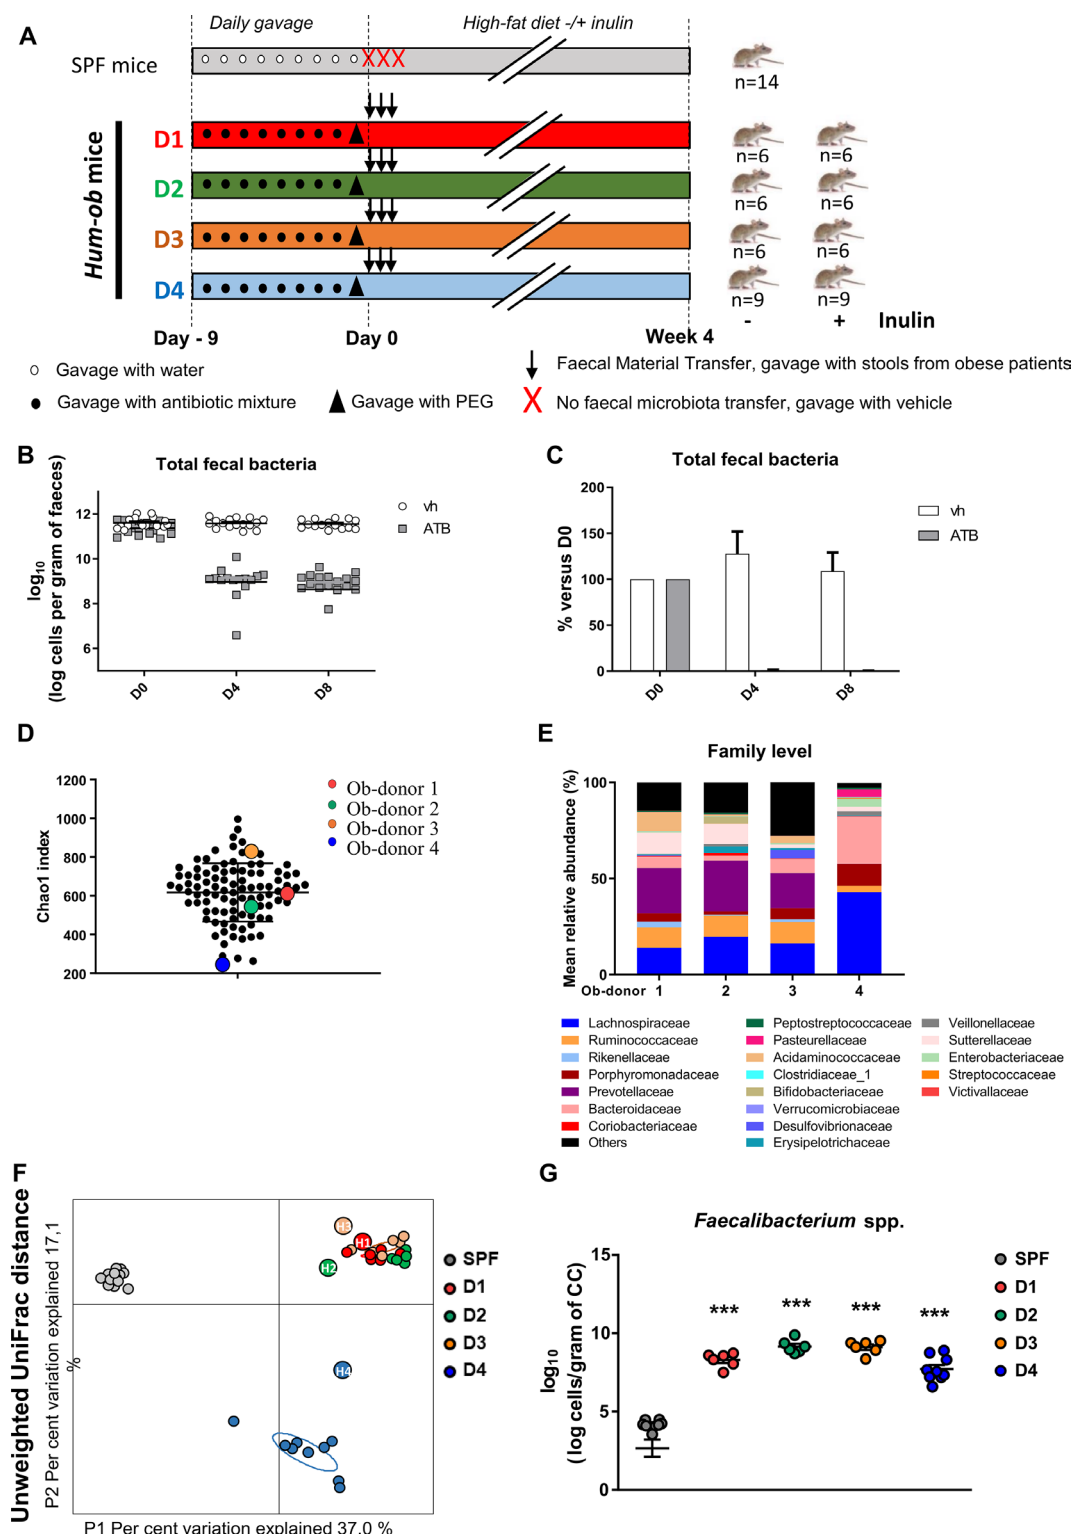 A
Daily gavage
High-fat diet -/+ inulin
SPF mice
XXX
n=14
Hum-ob mice
D1
n=6
n=6
D2
n=6
n=6
D3
n=6
n=6
D4
n=9
n=9
- + Inulin
Day - 9
Day 0
Week 4
Gavage with water
Faecal Material Transfer, gavage with stools from obese patients
Gavage with antibiotic mixture
Gavage with PEG
X No faecal microbiota transfer, gavage with vehicle
B
Total fecal bacteria
log10
(log cells per gram of faeces)
12
10
8
6
D0
D4
D8
vh
ATB
C
Total fecal bacteria
% versus D0
200
150
100
50
0
D0
D4
D8
vh
ATB
D
Chao1 index
1200
1000
800
600
400
200
Ob-donor 1
Ob-donor 2
Ob-donor 3
Ob-donor 4
E
Family level
Mean relative abundance (%)
100
50
0
Ob-donor 1 2 3 4
Lachnospiraceae
Ruminococcaceae
Rikenellaceae
Porphyromonadaceae
Prevotellaceae
Bacteroidaceae
Coriobacteriaceae
Others
Peptostreptococcaceae
Pasteurellaceae
Acidaminococcaceae
Clostridiaceae_1
Bifidobacteriaceae
Verrucomicrobiaceae
Desulfovibrionaceae
Erysipelotrichaceae
Veillonellaceae
Sutterellaceae
Enterobacteriaceae
Streptococcaceae
Victivallaceae
F
Unweighted UniFrac distance
P2 Per cent variation explained 17,1
%
H3
H1
H2
H4
P1 Per cent variation explained 37.0 %
SPF
D1
D2
D3
D4
G
Faecalibacterium spp.
log10
(log cells/gram of CC)
15
10
5
0
***
***
***
***
SPF
D1
D2
D3
D4